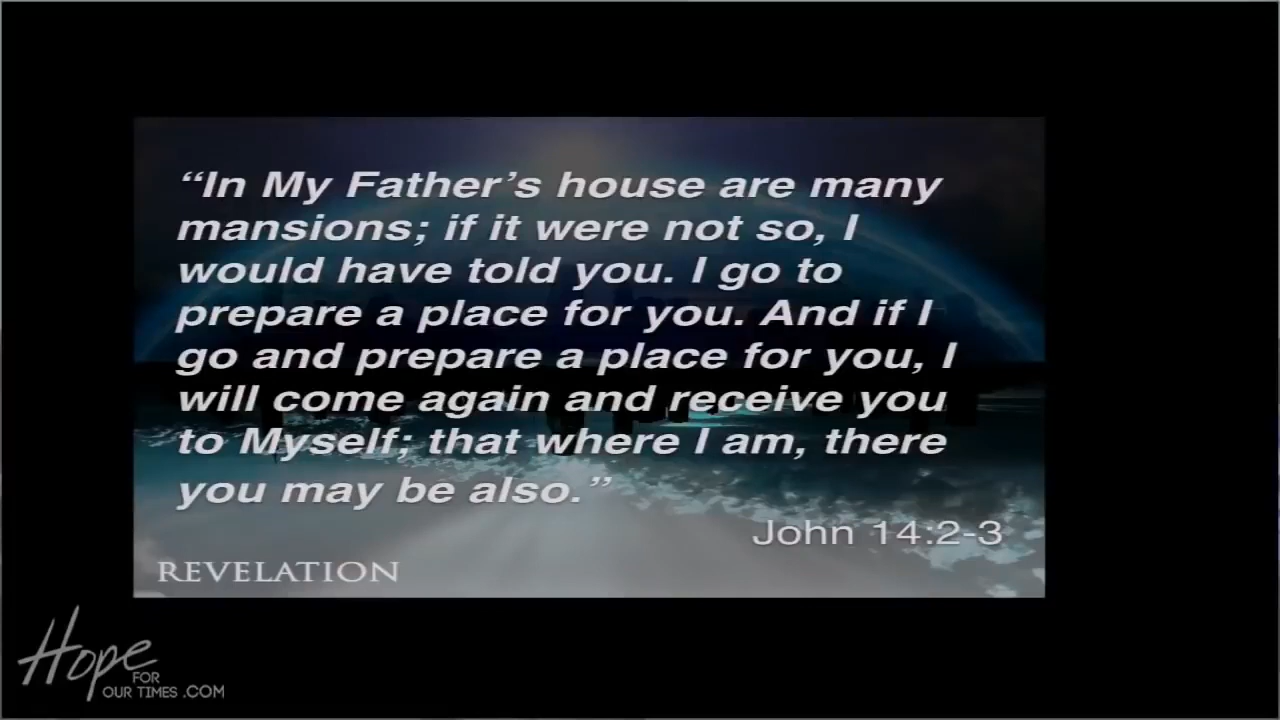 “In My Father’s house are many
mansions; if it were not so, I
would have told you. I go to
prepare a place for you. And if I
go and prepare a place for you, I
will come again and receive you
to Myself; that where I am, there
you may be also.”
John 14:2-3
REVELATION
Hope
FOR
OUR TIMES .COM